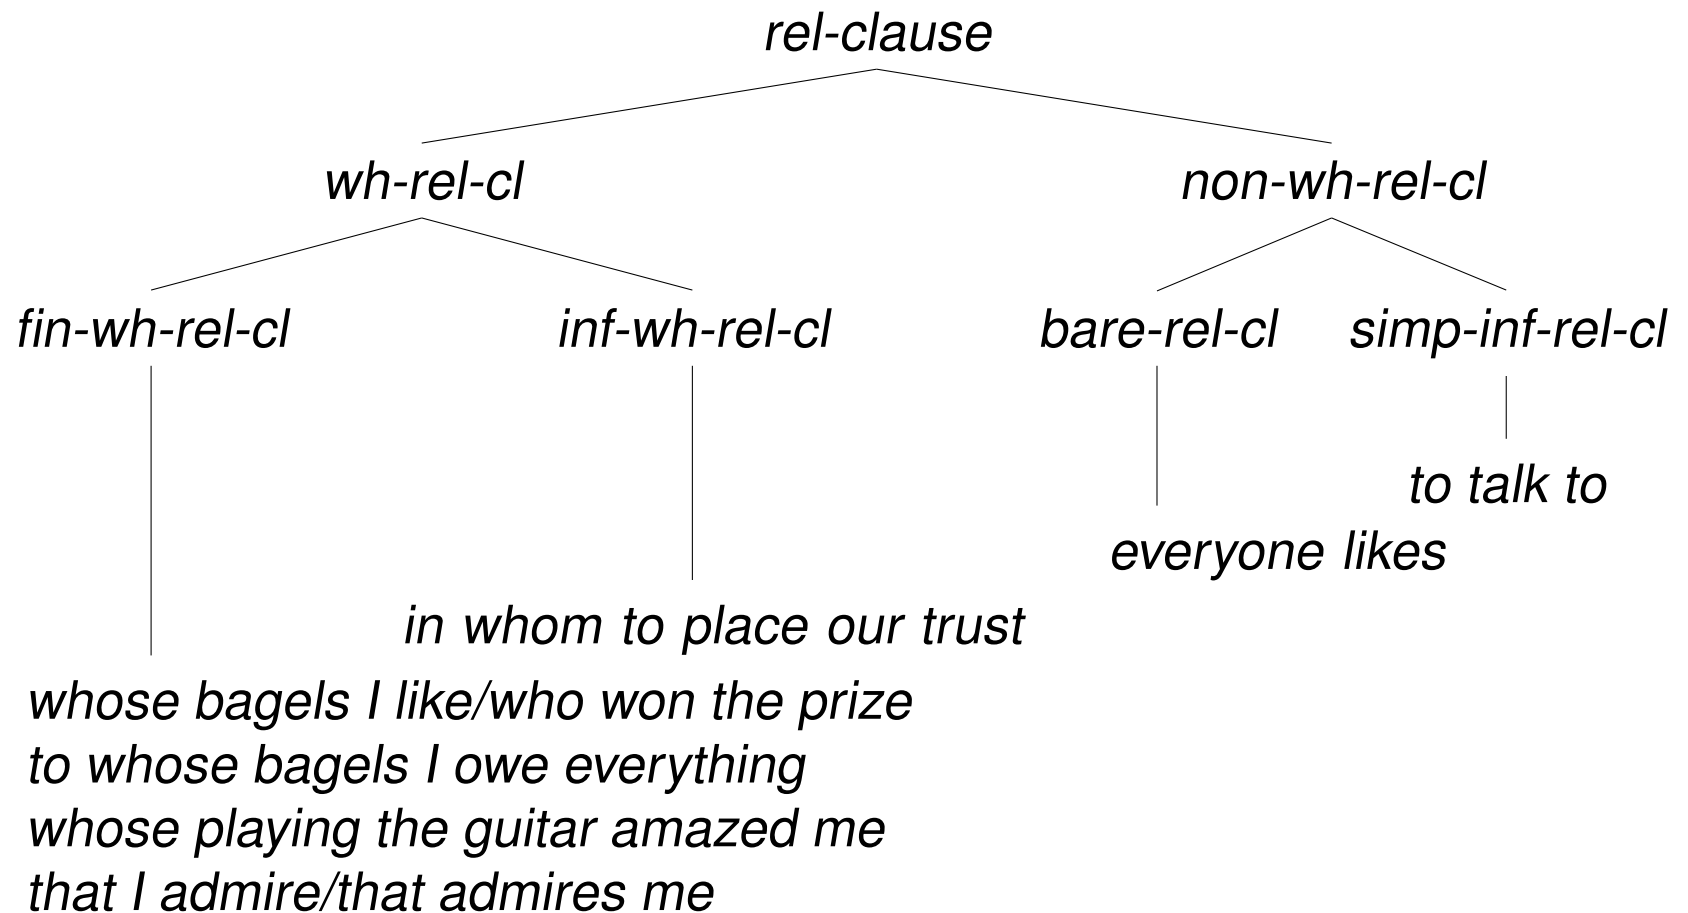 rel-clause
wh-rel-cl non-wh-rel-cl
fin-wh-rel-cl inf-wh-rel-cl bare-rel-cl simp-inf-rel-cl
to talk to
everyone likes
in whom to place our trust
whose bagels I like/who won the prize
to whose bagels I owe everything
whose playing the guitar amazed me
that I admire/that admires me